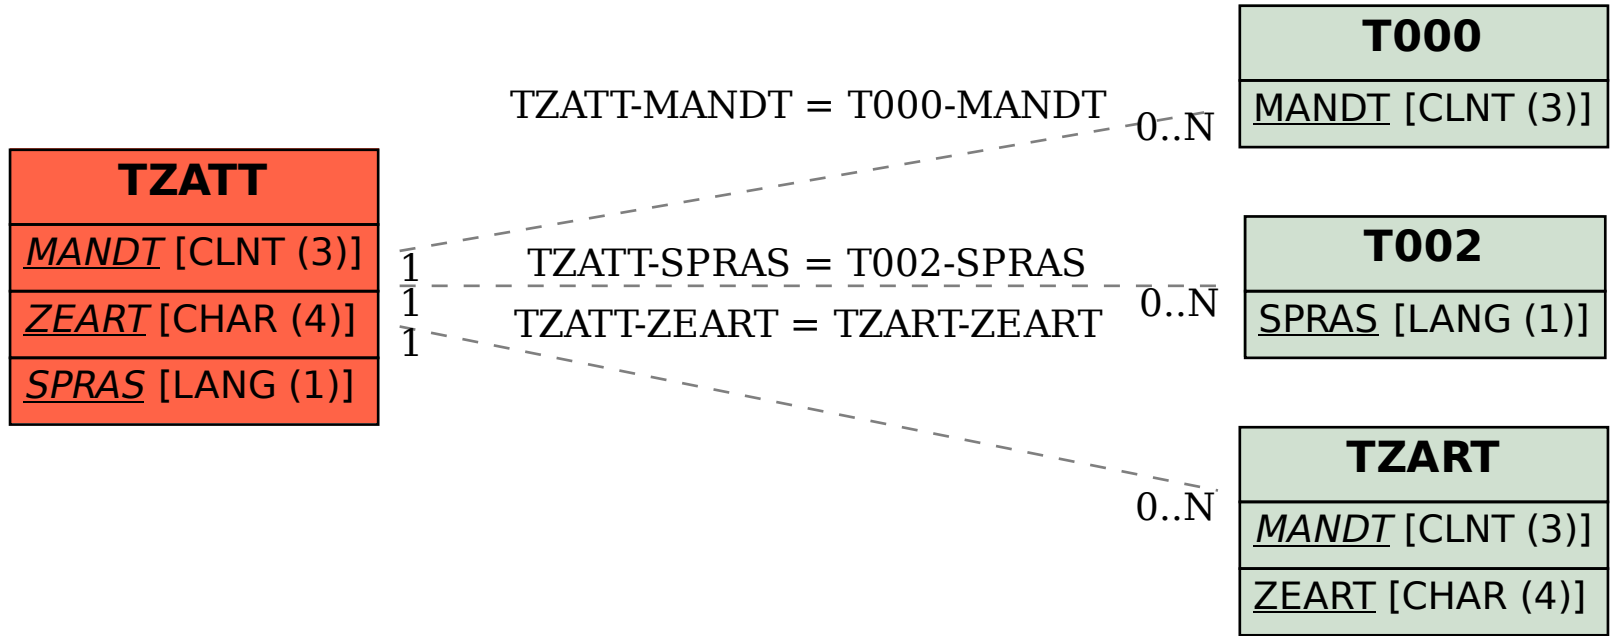 TZATT
MANDT [CLNT (3)]
ZEART [CHAR (4)]
SPRAS [LANG (1)]
TZATT-MANDT = T000-MANDT
0..N
1
TZATT-SPRAS = T002-SPRAS
0..N
1
TZATT-ZEART = TZART-ZEART
0..N
1
T000
MANDT [CLNT (3)]
T002
SPRAS [LANG (1)]
TZART
MANDT [CLNT (3)]
ZEART [CHAR (4)]